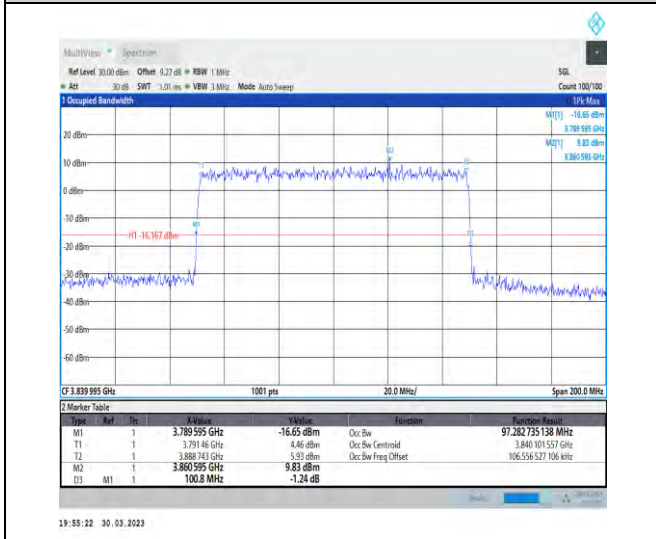 MultiView Spectrum
Ref Level 30.00 dBm Offset 9.27 dB RBW 1 MHz SGL
Att 30 dB SWT 1.01 ms VBW 3 MHz Mode Auto Sweep Count 100/100
1 Occupied Bandwidth 1Pk Max
M1[1] -16.65 dBm
3.789 595 GHz
M2[1] 9.83 dBm
3.860 595 GHz
20 dBm
M2
10 dBm
T1
0 dBm
-10 dBm
M1
H1 -16.167 dBm
D3
-20 dBm
-30 dBm
-40 dBm
-50 dBm
-60 dBm
CF 3.839 995 GHz 1001 pts 20.0 MHz/ Span 200.0 MHz
2 Marker Table
Type Ref Trc X-Value Y-Value Function Function Result
M1 1 3.789 595 GHz -16.65 dBm Occ Bw 97.282 735 138 MHz
T1 1 3.791 46 GHz 4.46 dBm Occ Bw Centroid 3.840 101 557 GHz
T2 1 3.888 743 GHz 5.93 dBm Occ Bw Freq Offset 106.556 527 106 kHz
M2 1 3.860 595 GHz 9.83 dBm
D3 M1 1 100.8 MHz -1.24 dB
19:55:22 30.03.2023